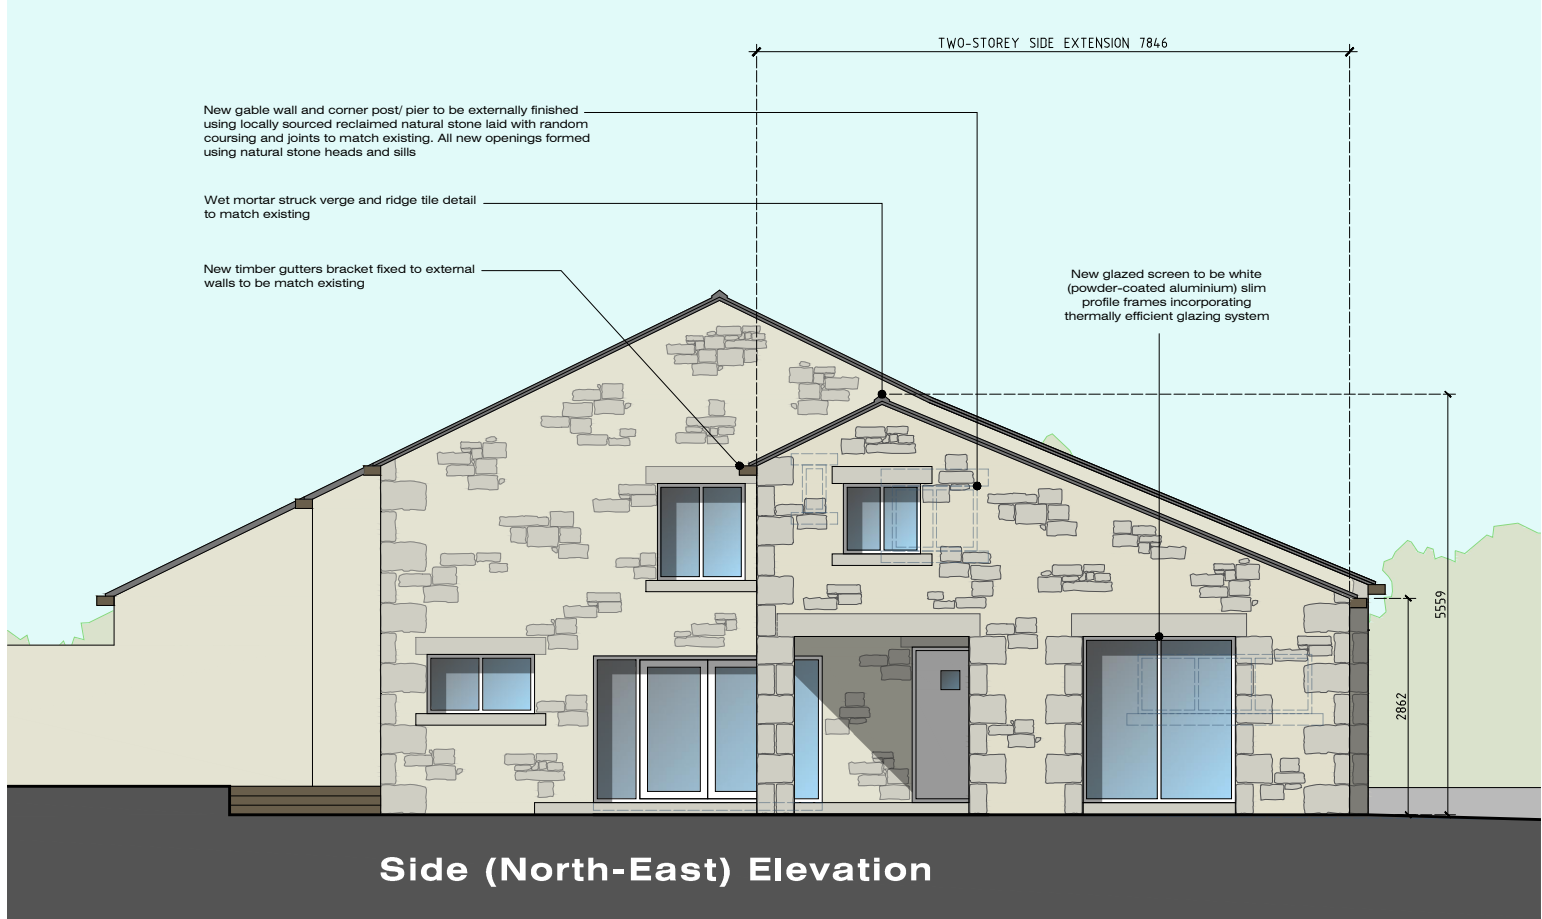 TWO-STOREY SIDE EXTENSION 7846
New gable wall and corner post/ pier to be externally finished
using locally sourced reclaimed natural stone laid with random
coursing and joints to match existing. All new openings formed
using natural stone heads and sills
Wet mortar struck verge and ridge tile detail
to match existing
New timber gutters bracket fixed to external
walls to be match existing
New glazed screen to be white
(powder-coated aluminium) slim
profile frames incorporating
thermally efficient glazing system
5559
2862
Side (North-East) Elevation